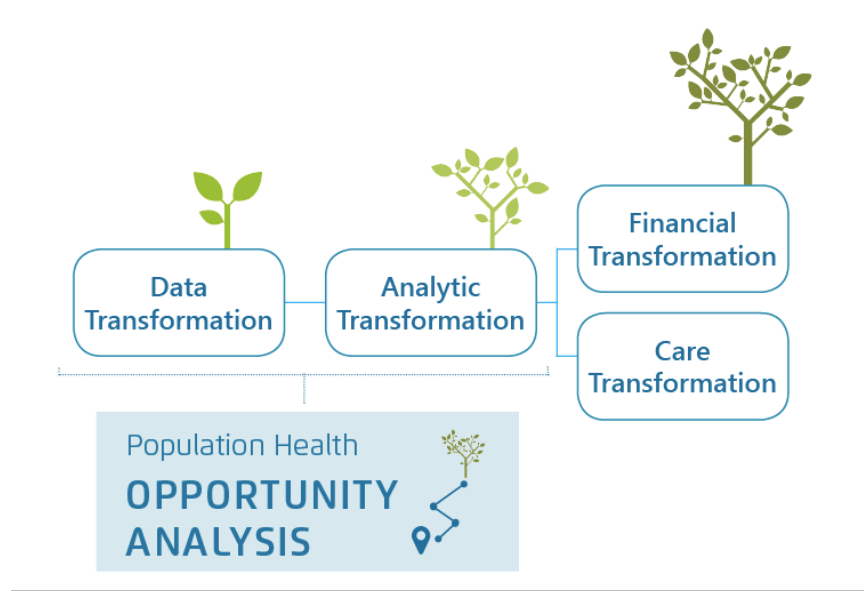 Data
Transformation
Analytic
Transformation
Financial
Transformation
Care
Transformation
Population Health
OPPORTUNITY
ANALYSIS